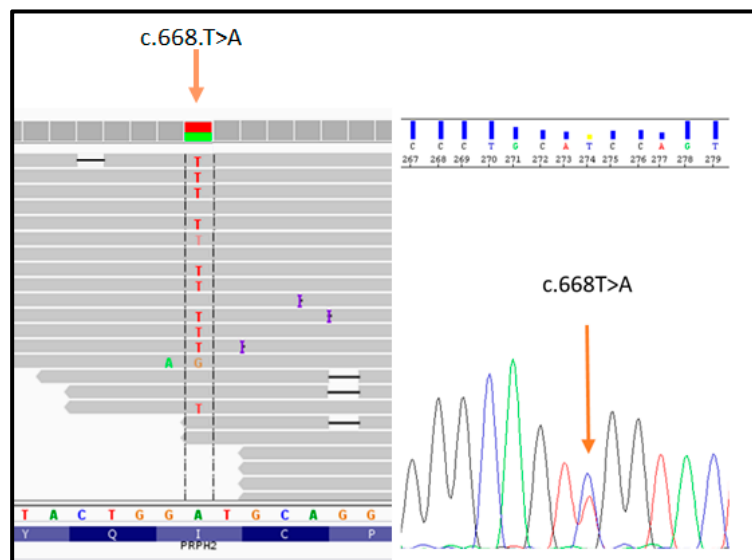 c.668.T>A
T
T
T
T
T
T
T
T
T
T
A G
T
T A C T G G A T G C A G G
Y Q I C P
PRPH2
C C C T G C A T C C A G T
267 268 269 270 271 272 273 274 275 276 277 278 279
c.668T>A